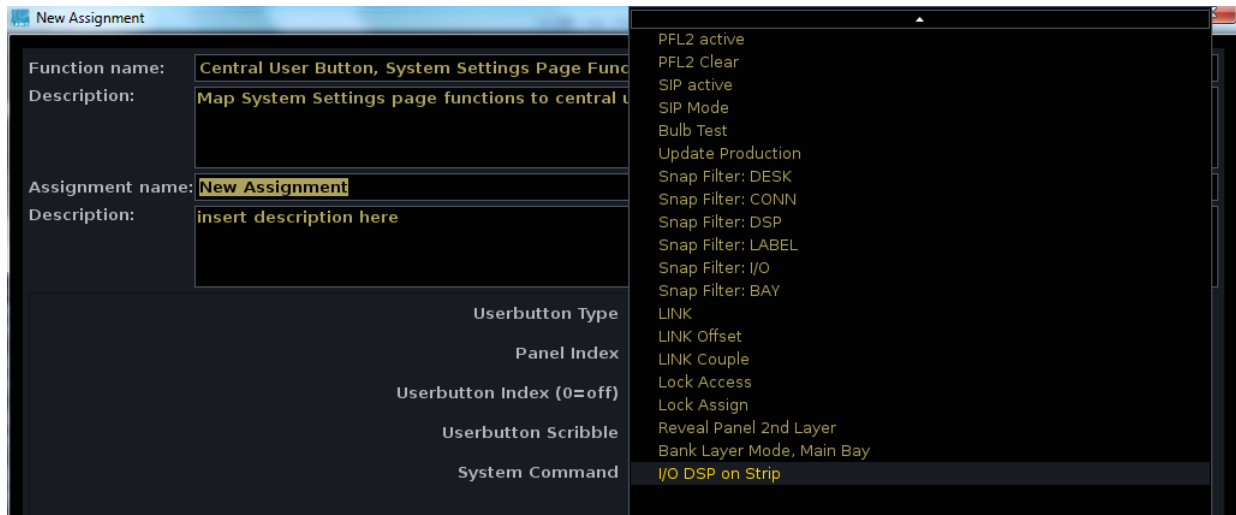 New Assignment
Function name:
Central User Button, System Settings Page Func
Description:
Map System Settings page functions to central u
Assignment name:
New Assignment
Description:
insert description here
Userbutton Type
Panel Index
Userbutton Index (0=off)
Userbutton Scribble
System Command
PFL2 active
PFL2 Clear
SIP active
SIP Mode
Bulb Test
Update Production
Snap Filter: DESK
Snap Filter: CONN
Snap Filter: DSP
Snap Filter: LABEL
Snap Filter: I/O
Snap Filter: BAY
LINK
LINK Offset
LINK Couple
Lock Access
Lock Assign
Reveal Panel 2nd Layer
Bank Layer Mode, Main Bay
I/O DSP on Strip